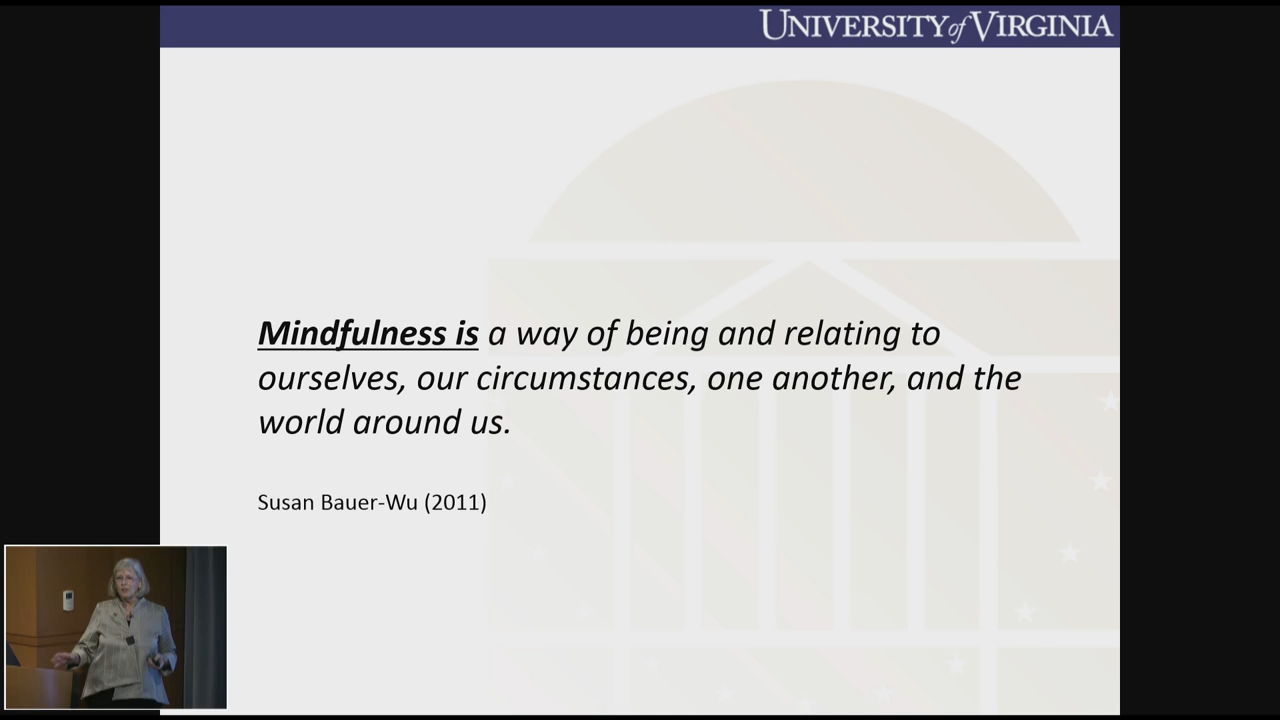 UNIVERSITY of VIRGINIA
Mindfulness is a way of being and relating to
ourselves, our circumstances, one another, and the
world around us.
Susan Bauer-Wu (2011)